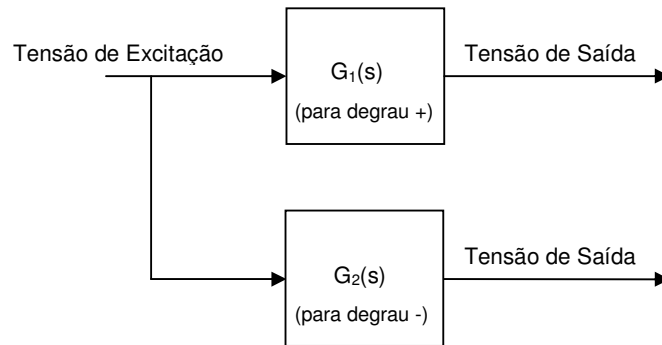 Tensão de Excitação
G₁(s)
(para degrau +)
Tensão de Saída
G₂(s)
(para degrau -)
Tensão de Saída